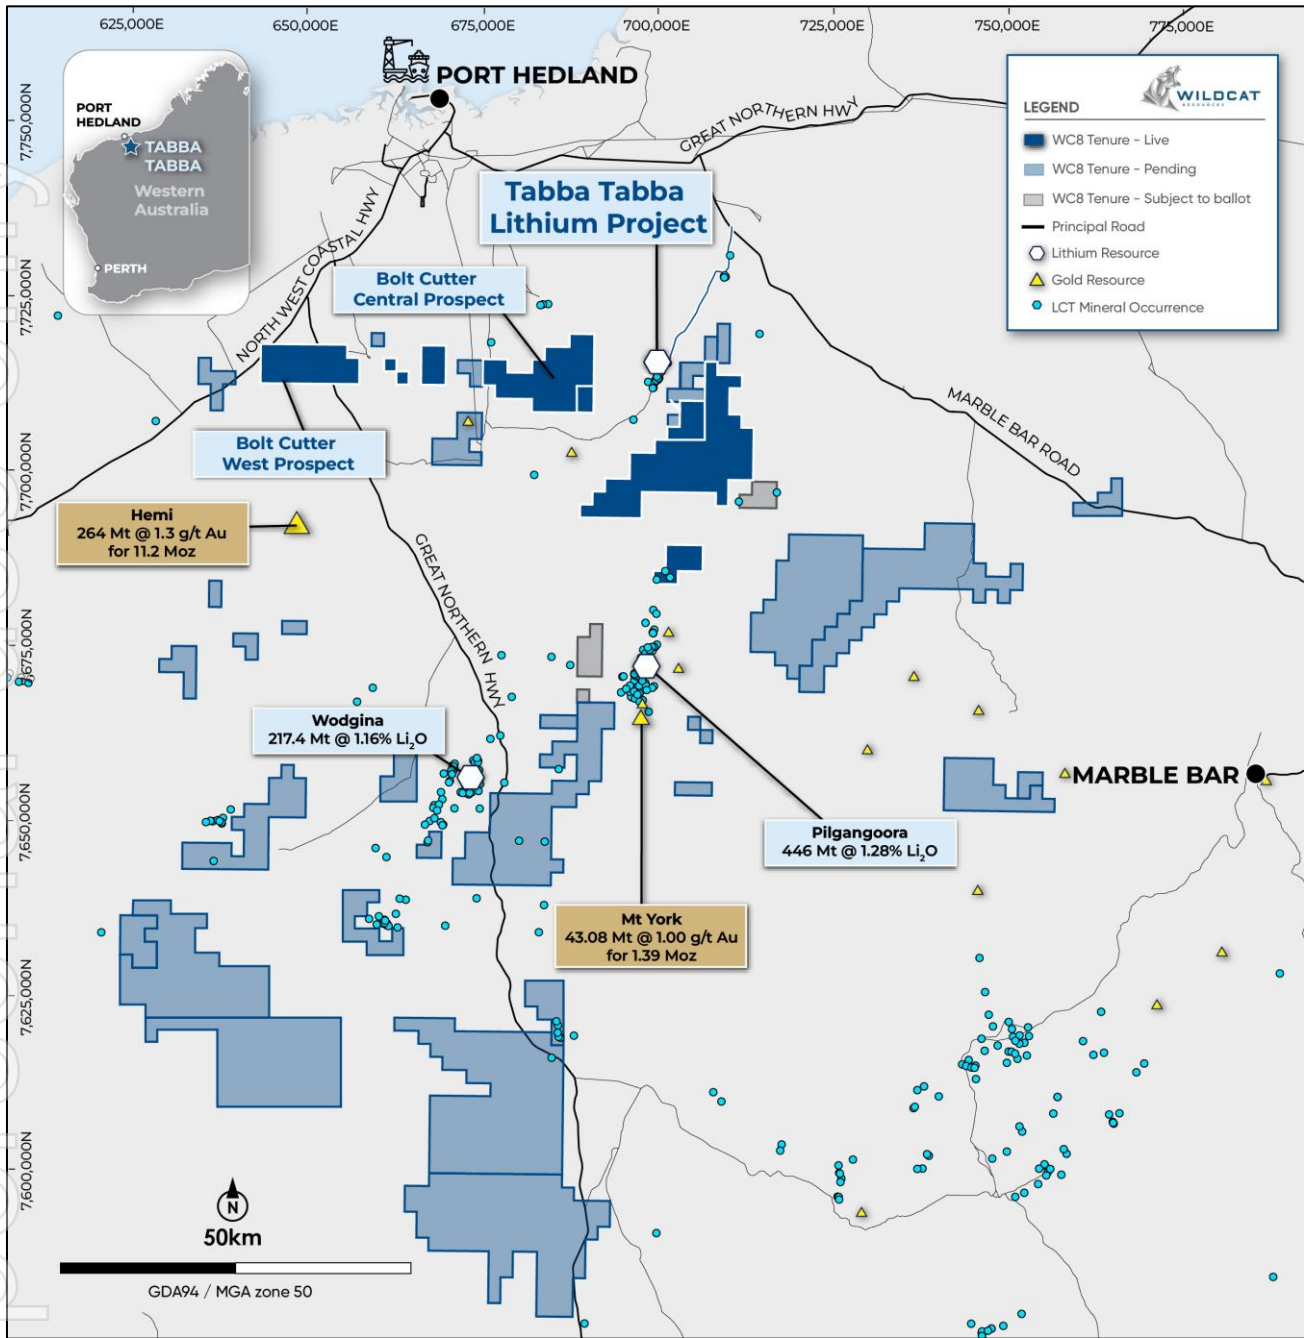 625,000E
650,000E
675,000E
700,000E
725,000E
750,000E
775,000E
7,750,000N
7,725,000N
7,700,000N
7,675,000N
7,650,000N
7,625,000N
7,600,000N
PORT
HEDLAND
TABBA
TABBA
Western
Australia
PERTH
PORT HEDLAND
GREAT NORTHERN HWY
NORTH WEST COASTAL HWY
Tabba Tabba
Lithium Project
WILDCAT
RESOURCES
LEGEND
WC8 Tenure - Live
WC8 Tenure - Pending
WC8 Tenure - Subject to ballot
Principal Road
Lithium Resource
Gold Resource
LCT Mineral Occurrence
Bolt Cutter
Central Prospect
Bolt Cutter
West Prospect
MARBLE BAR ROAD
Hemi
264 Mt @ 1.3 g/t Au
for 11.2 Moz
GREAT NORTHERN HWY
Wodgina
217.4 Mt @ 1.16% Li₂O
MARBLE BAR
Pilgangoora
446 Mt @ 1.28% Li₂O
Mt York
43.08 Mt @ 1.00 g/t Au
for 1.39 Moz
N
50km
GDA94 / MGA zone 50